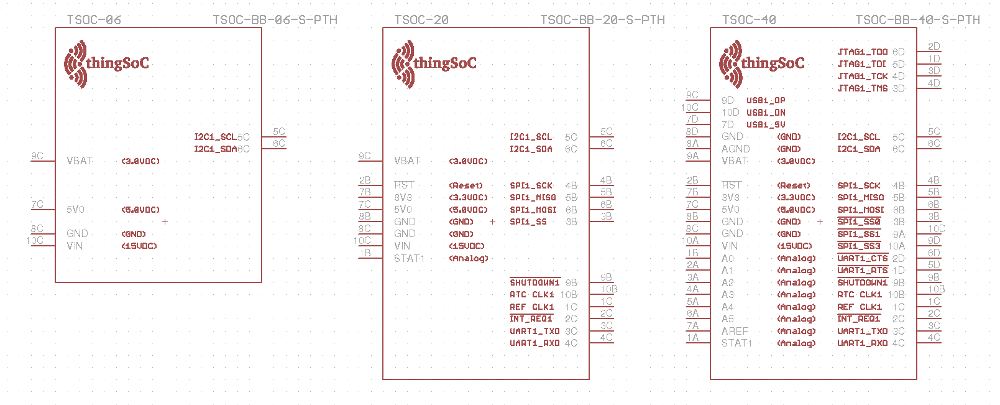 TSOC-06 TSOC-BB-06-S-PTH
thingSoC
I2C1_SCL 5C 5C
I2C1_SDA 6C 6C
9C VBAT (3.0VDC)
7C 5V0 (5.0VDC)
8C GND (GND)
10C VIN (15VDC)
TSOC-20 TSOC-BB-20-S-PTH
thingSoC
I2C1_SCL 5C 5C
I2C1_SDA 6C 6C
9C VBAT (3.0VDC)
2B RST (Reset) SPI1_SCK 4B 4B
7B 3V3 (3.3VDC) SPI1_MISO 5B 5B
7C 5V0 (5.0VDC) SPI1_MOSI 6B 6B
8B GND (GND) SPI1_SS 3B 3B
8C GND (GND)
10C VIN (15VDC)
1B STAT1 (Analog)
SHUTDOWN1 9B 9B
RTC CLK1 10B 10B
REF CLK1 1C 1C
INT_REQ1 2C 2C
UART1_TXD 3C 3C
UART1_RXD 4C 4C
TSOC-40 TSOC-BB-40-S-PTH
thingSoC
JTAG1_TDO 6D 2D
JTAG1_TDI 5D 1D
JTAG1_TCK 4D 3D
JTAG1_TMS 3D 4D
9C 9D USB1_DP
10C 10D USB1_DN
7D 7D USB1_5V
8D GND (GND) I2C1_SCL 5C 5C
8A AGND (GND) I2C1_SDA 6C 6C
9A VBAT (3.0VDC)
2B RST (Reset) SPI1_SCK 4B 4B
7B 3V3 (3.3VDC) SPI1_MISO 5B 5B
7C 5V0 (5.0VDC) SPI1_MOSI 6B 6B
8B GND (GND) SPI1_SS0 3B 3B
8C GND (GND) SPI1_SS1 9A 10D
10A VIN (15VDC) SPI1_SS3 10A 9D
1B A0 (Analog) UART1_CTS 2D 6D
2A A1 (Analog) UART1_RTS 1D 5D
3A A2 (Analog) SHUTDOWN1 9B 9B
4A A3 (Analog) RTC CLK1 10B 10B
5A A4 (Analog) REF CLK1 1C 1C
6A (Analog) INT_REQ1 2C 2C
7A AREF (Analog) UART1_TXD 3C 3C
1A STAT1 (Analog) UART1_RXD 4C 4C